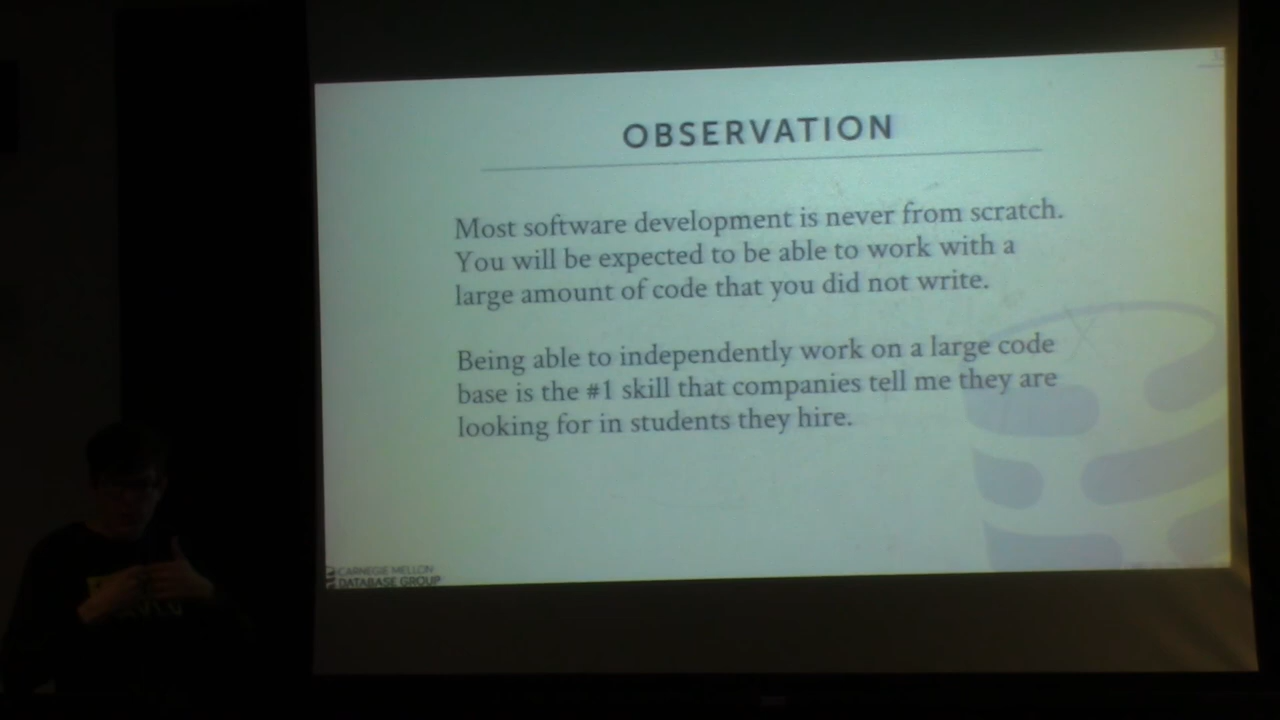 OBSERVATION
Most software development is never from scratch.
You will be expected to be able to work with a
large amount of code that you did not write.
Being able to independently work on a large code
base is the #1 skill that companies tell me they are
looking for in students they hire.
CARNEGIE MELLON
DATABASE GROUP